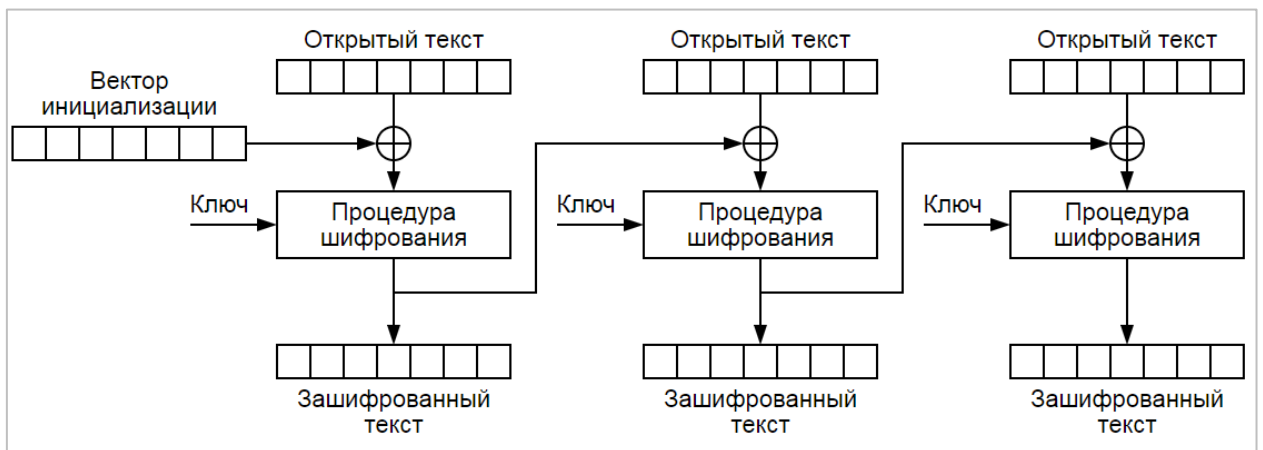 Открытый текст
Открытый текст
Открытый текст
Вектор
инициализации
Ключ
Процедура
шифрования
Ключ
Процедура
шифрования
Ключ
Процедура
шифрования
Зашифрованный
текст
Зашифрованный
текст
Зашифрованный
текст